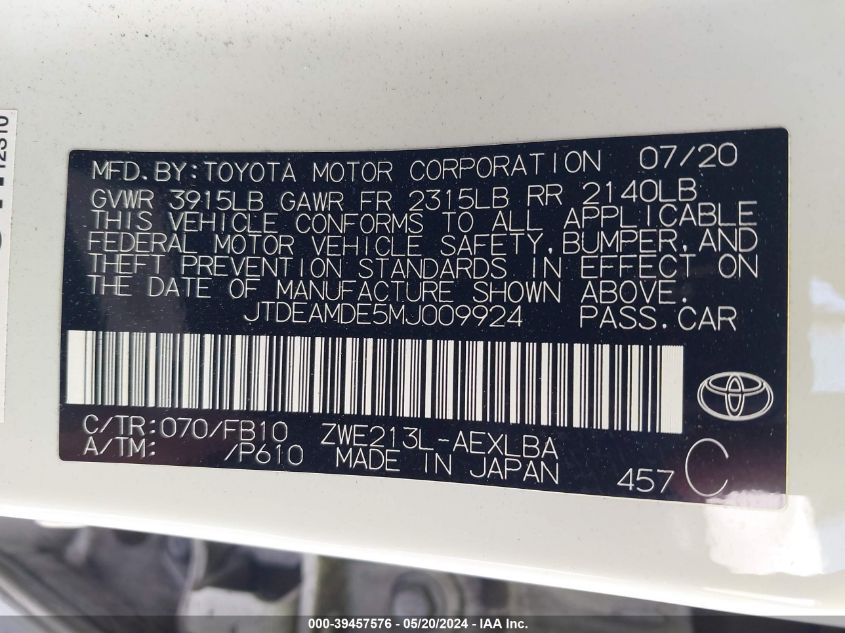 MFD. BY: TOYOTA MOTOR CORPORATION 07/20
GVWR 3915LB GAWR FR 2315LB RR 2140LB
THIS VEHICLE CONFORMS TO ALL APPLICABLE
FEDERAL MOTOR VEHICLE SAFETY, BUMPER, AND
THEFT PREVENTION STANDARDS IN EFFECT ON
THE DATE OF MANUFACTURE SHOWN ABOVE.
JTDEAMDE5MJ009924 PASS. CAR
C/TR: 070/FB10 ZWE213L-AEXLBA
A/TM: /P610 MADE IN JAPAN 457 C
000-39457576 - 05/20/2024 - IAA Holdings, LLC.